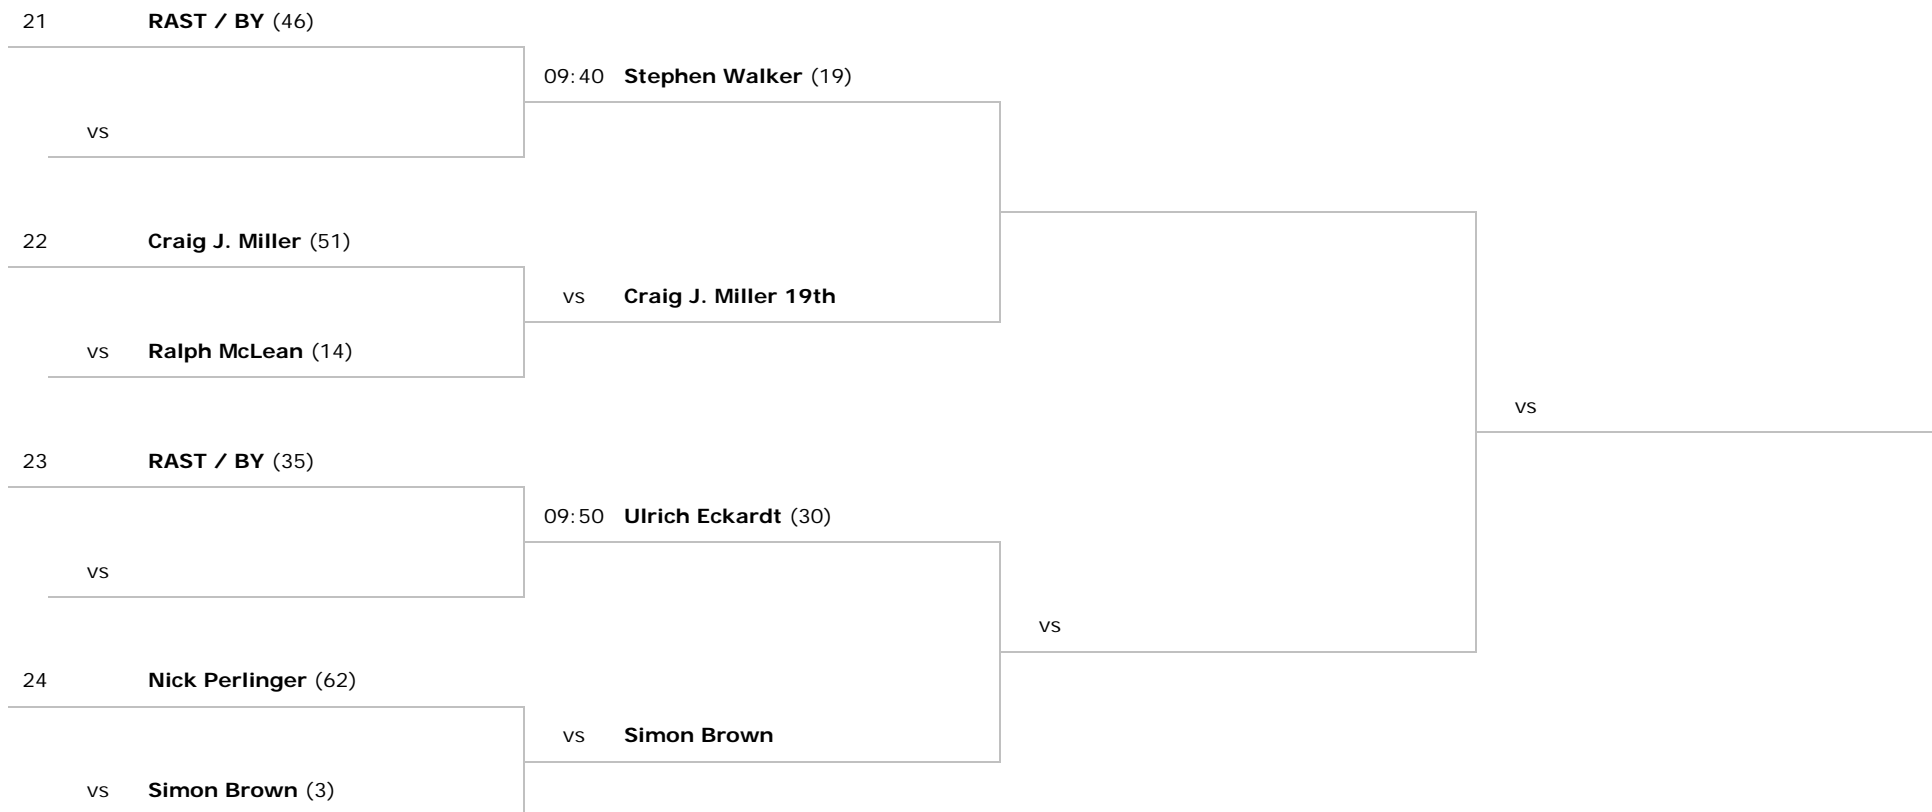 21 RAST / BY (46)
09:40 Stephen Walker (19)
vs
22 Craig J. Miller (51)
vs Craig J. Miller 19th
vs Ralph McLean (14)
vs
23 RAST / BY (35)
09:50 Ulrich Eckardt (30)
vs
vs
24 Nick Perlinger (62)
vs Simon Brown
vs Simon Brown (3)